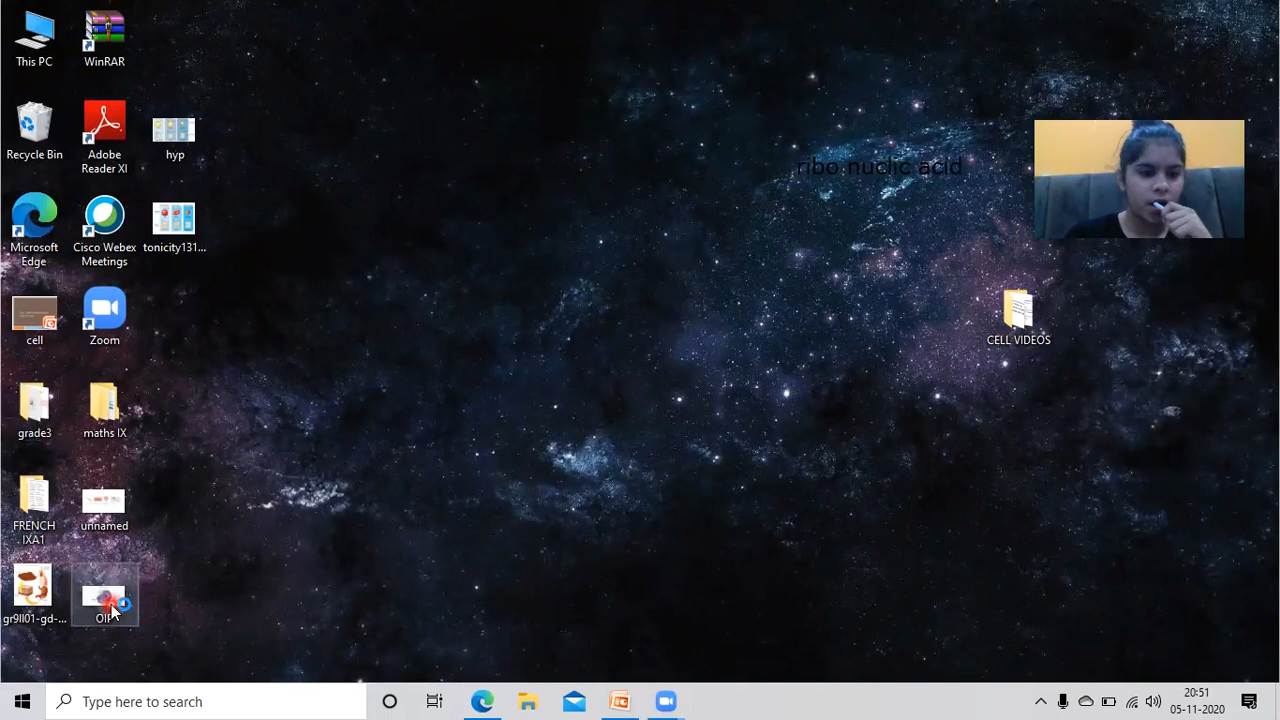 This PC
WinRAR
Recycle Bin
Adobe
Reader XI
hyp
ribo nuclic acid
Microsoft
Edge
Cisco Webex
Meetings
tonicity131...
cell
Zoom
CELL VIDEOS
grade3
maths IX
FRENCH
IXA1
unnamed
gr9ll01-gd-...
OIP
Type here to search
20:51
05-11-2020